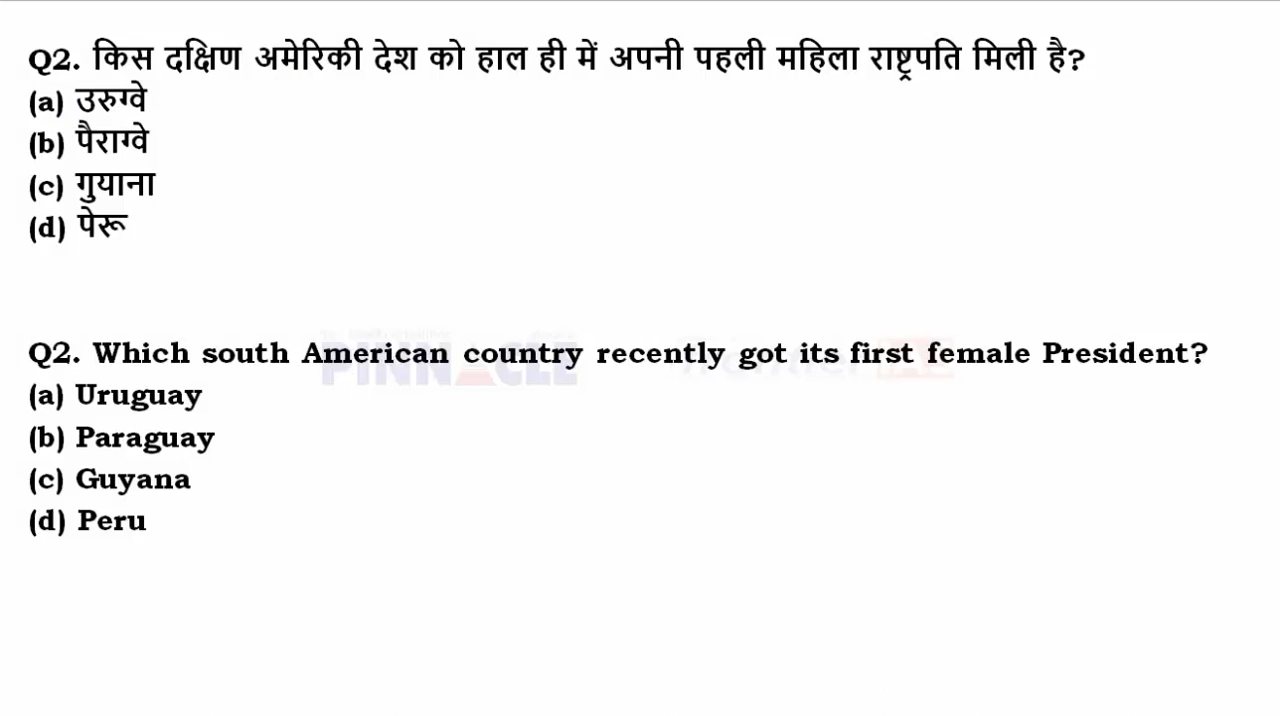 Q2. किस दक्षिण अमेरिकी देश को हाल ही में अपनी पहली महिला राष्ट्रपति मिली है?
(a) उरुग्वे
(b) पैराग्वे
(c) गुयाना
(d) पेरू
Q2. Which south American country recently got its first female President?
(a) Uruguay
(b) Paraguay
(c) Guyana
(d) Peru
PINNACLE